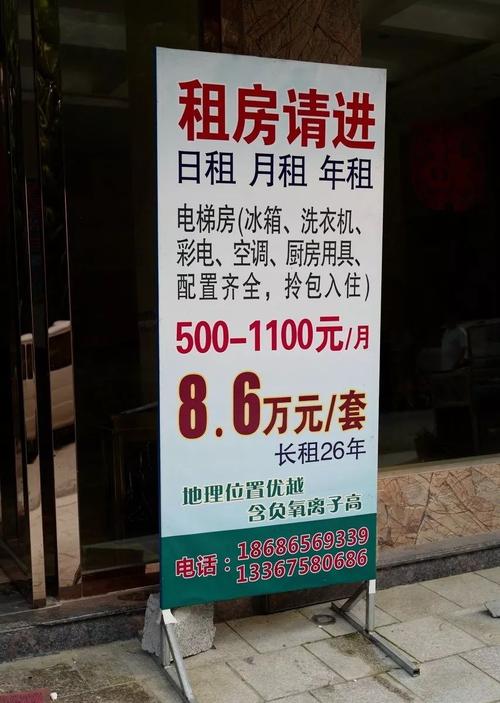 租房请进
日租 月租 年租
电梯房(冰箱、洗衣机、
彩电、空调、厨房用具、
配置齐全，拎包入住)
500-1100元/月
8.6万元/套
长租26年
地理位置优越
含负氧离子高
电话：18686569339
13367580686